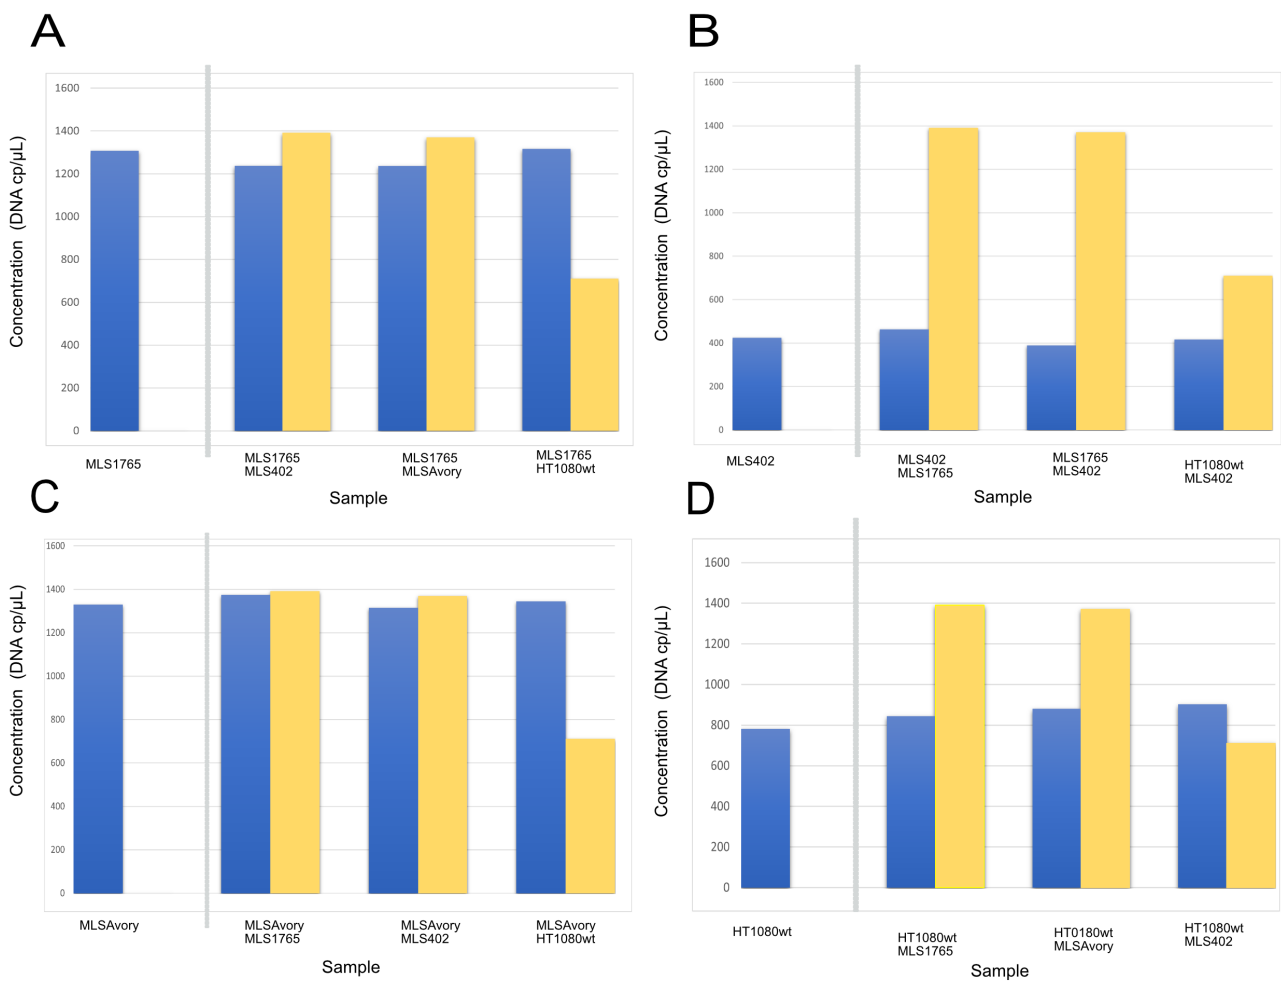 A
Concentration (DNA cp/µL)
1600
1400
1200
1000
800
600
400
200
0
MLS1765
MLS1765
MLS402
MLS1765
MLSAvory
MLS1765
HT1080wt
Sample
B
Concentration (DNA cp/µL)
1600
1400
1200
1000
800
600
400
200
0
MLS402
MLS402
MLS1765
MLS1765
MLS402
HT1080wt
MLS402
Sample
C
Concentration (DNA cp/µL)
1600
1400
1200
1000
800
600
400
200
0
MLSAvory
MLSAvory
MLS1765
MLSAvory
MLS402
MLSAvory
HT1080wt
Sample
D
Concentration (DNA cp/µL)
1600
1400
1200
1000
800
600
400
200
0
HT1080wt
HT1080wt
MLS1765
HT0180wt
MLSAvory
HT1080wt
MLS402
Sample